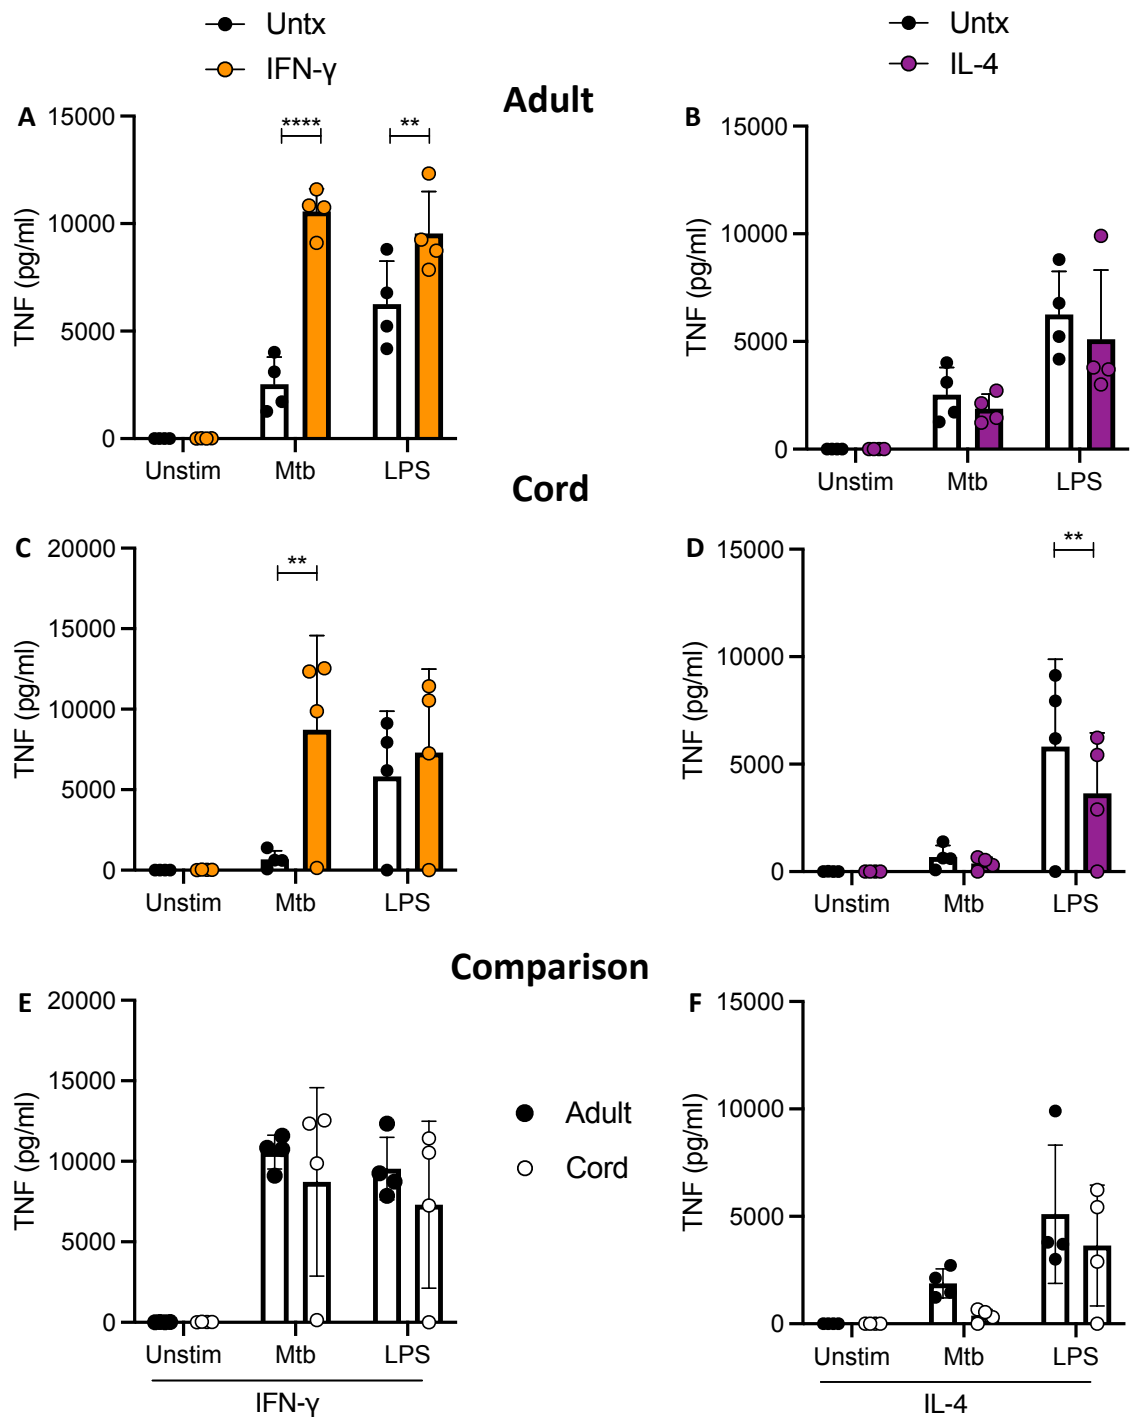 Untx
IFN-γ
Untx
IL-4
Adult
A
15000
10000
5000
0
TNF (pg/ml)
****
**
Unstim
Mtb
LPS
B
15000
10000
5000
0
TNF (pg/ml)
Unstim
Mtb
LPS
Cord
C
20000
15000
10000
5000
0
TNF (pg/ml)
**
Unstim
Mtb
LPS
D
15000
10000
5000
0
TNF (pg/ml)
**
Unstim
Mtb
LPS
Comparison
E
20000
15000
10000
5000
0
TNF (pg/ml)
Unstim
Mtb
LPS
IFN-γ
Adult
Cord
F
15000
10000
5000
0
TNF (pg/ml)
Unstim
Mtb
LPS
IL-4